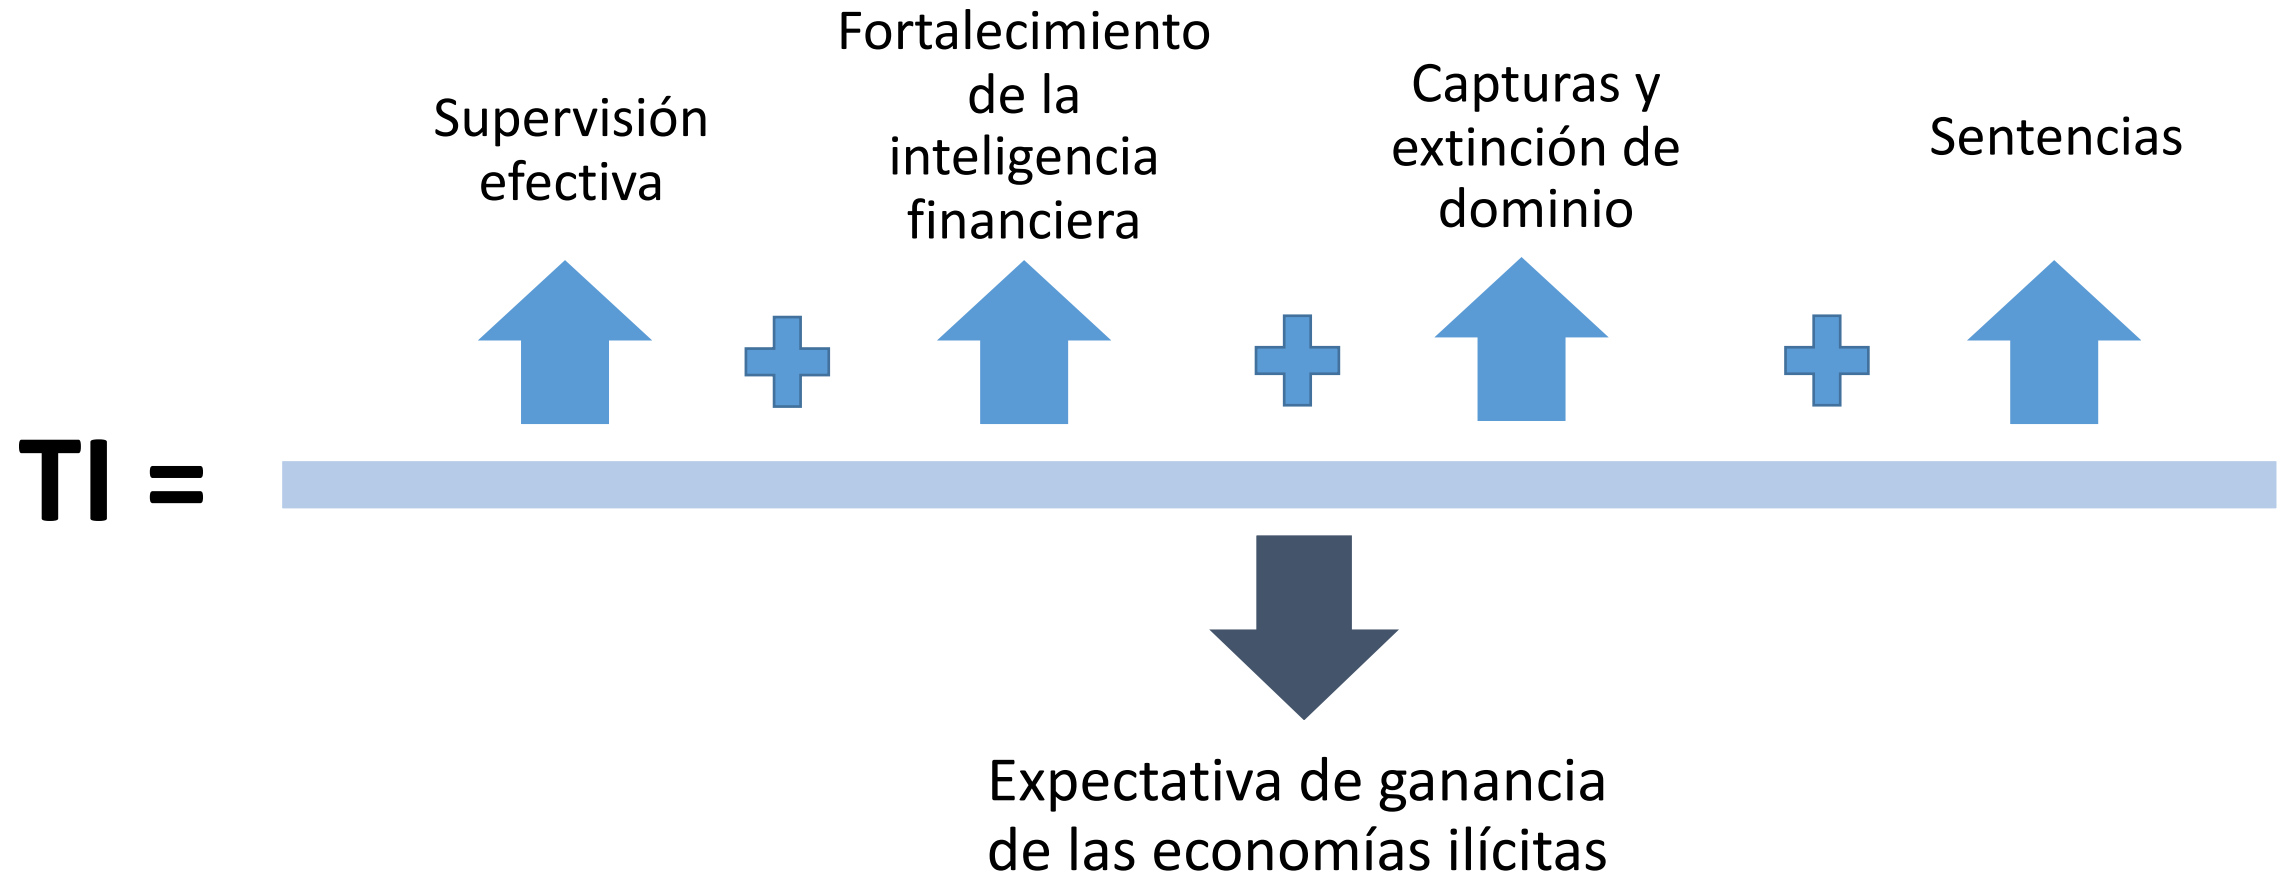 Supervisión
efectiva
Fortalecimiento
de la
inteligencia
financiera
Capturas y
extinción de
dominio
Sentencias
TI =
Expectativa de ganancia
de las economías ilícitas